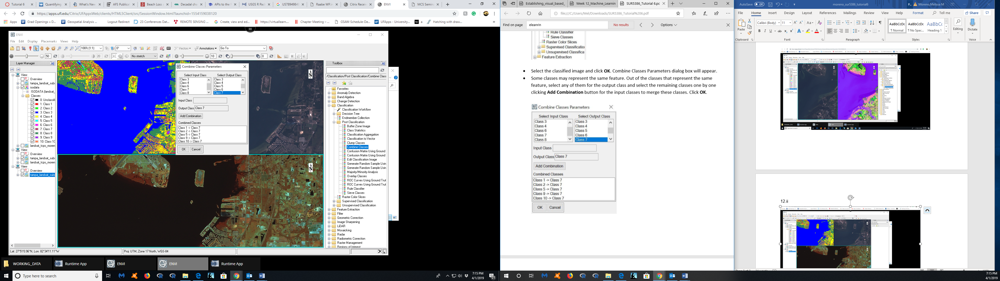 Tutorial 6
Quantifying
What's New
AFS Publicat
Beach Loss a
Decadal cha
APIs to the R
USGS R Pack
US7894984
Raabe WP.in
Citrix Receiv
ENVI
MCS Semina
https://apps.ufl.edu/Citrix/UFAppsWeb/clients/HTML5Client/src/SessionWindow.html?launchid=1554159038120
Apps
Grad Openings » D...
Geospatial Analysis ...
Logout Redirect
23 Conferences Dat...
REMOTE SENSING ...
Create, view and ed...
https://virtuallearn...
Chapter Meeting – ...
GSAW-Schedule-De...
UFApps - University...
a
Hatching with draw...
ENVI
File Edit Display Placemarks Views Help
100% (1:1)
0°
Vectors
Annotations
Go To
50
20
No stretch
10
0
Layer Manager
View
Overview
tampa_landsat_subs
isodata
ISODATA (landsat_
Classes
0: Unclassifi
1: Class 1
2: Class 2
3: Class 3
4: Class 4
5: Class 5
6: Class 6
7: Class 7
8: Class 8
9: Class 9
10: Class 10
landsat_tcps_moren
View
Overview
tampa_landsat_subs
landsat_tcps_moren
View
Overview
tampa_landsat_subs
Combine Classes Parameters
Select Input Class
Select Output Class
Class 3
Class 4
Class 6
Class 7
Class 8
Class 3
Class 4
Class 5
Class 6
Class 7
Input Class
Output Class Class 7
Add Combination
Combined Classes
Class 1 -> Class 7
Class 2 -> Class 7
Class 5 -> Class 7
Class 9 -> Class 7
Class 10 -> Class 7
OK Cancel
N
N
Toolbox
/Classification/Post Classification/Combine Class
Favorites
Anomaly Detection
Band Algebra
Change Detection
Classification
Classification Workflow
Decision Tree
Endmember Collection
Post Classification
Buffer Zone Image
Class Statistics
Classification Aggregation
Classification to Vector
Clump Classes
Combine Classes
Confusion Matrix Using Ground
Confusion Matrix Using Ground
Edit Classification Image
Generate Random Sample Usin
Generate Random Sample Usin
Majority/Minority Analysis
Overlay Classes
ROC Curves Using Ground Trut
ROC Curves Using Ground Trut
Rule Classifier
Sieve Classes
Raster Color Slices
Supervised Classification
Unsupervised Classification
Feature Extraction
Filter
Geometric Correction
Image Sharpening
LiDAR
Mosaicking
Radar
Radiometric Correction
Raster Management
Regions of Interest
Lat: 27°51'0.96"N, Lon: 82°34'11.11"W
Proj: UTM, Zone 17 North, WGS-84
WORKING_DATA
Runtime App
ENVI
ENVI
Runtime App
Type here to search
7:15 PM
4/1/2019
21
Establishing_visual_based_
Week 12_Machine_Learnin
SUR5386_Tutorial 6.pc
file:///C:/Users/Mel/Downloads/SUR5386_Tutorial%206.pdf
Find on page
eleanrin
No results
Options
Rule Classifier
Sieve Classes
Raster Color Slices
Supervised Classification
Unsupervised Classifica
Feature Extraction
• Select the classified image and click OK. Combine Classes Parameters dialog box will appear.
• Some classes may represent the same feature. Out of the classes that represent the same
feature, select any of them for the output class and select the remaining classes one by one
clicking Add Combination button for the input classes to merge these classes. Click OK.
Combine Classes Parameters
Select Input Class
Select Output Class
Class 3
Class 4
Class 6
Class 7
Class 8
Class 3
Class 4
Class 5
Class 6
Class 7
Input Class
Output Class Class 7
Add Combination
Combined Classes
Class 1 -> Class 7
Class 2 -> Class 7
Class 5 -> Class 7
Class 9 -> Class 7
Class 10 -> Class 7
OK Cancel
AutoSave Off
moreno_sur5386_tutorial6
P...
Moreno,Melissa M
File Home Insert Design Layout References Mailings Review View Help Format Tell me Share
Paste
Calibri (Body) 11
B I U ab x₂ x²
AaBbCcDc
¶ Normal
AaBbCcDc
¶ No Spac...
AaBbCc
Heading 1
Editing
Dictate
Clipboard
Font
Paragraph
Styles
Voice
12.ii
7:15 PM
4/1/2019